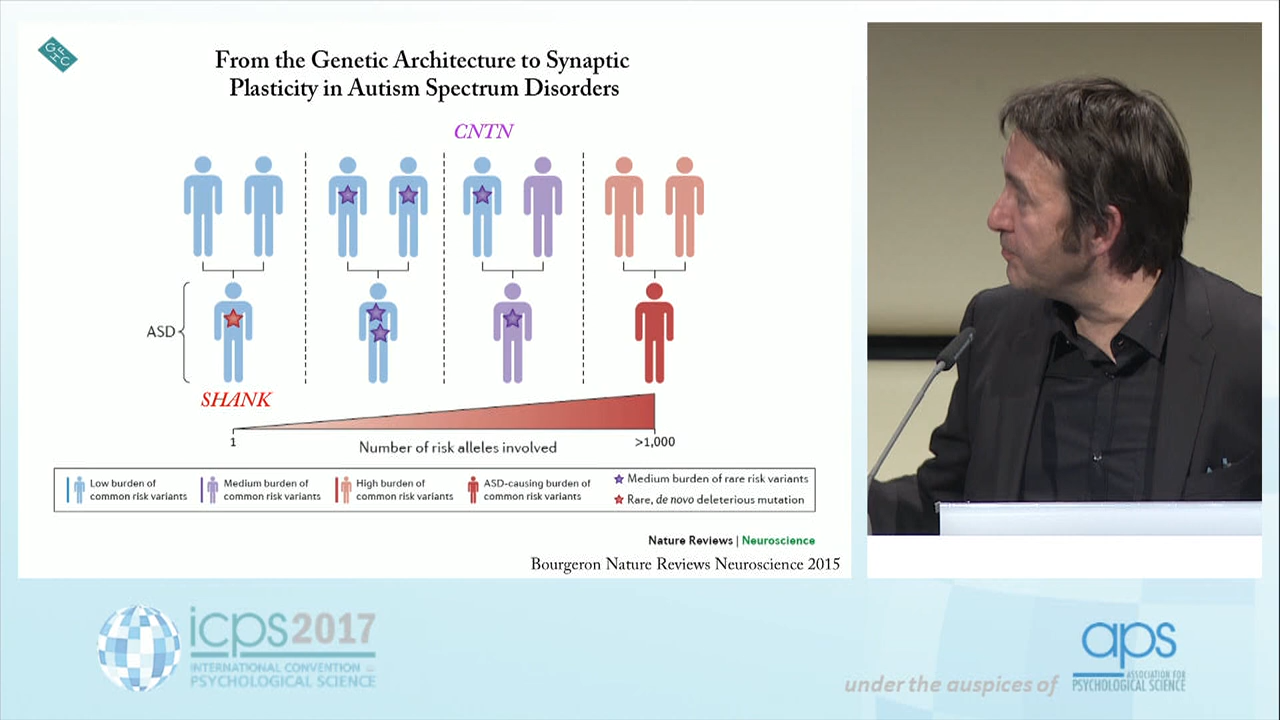 GHFC
From the Genetic Architecture to Synaptic
Plasticity in Autism Spectrum Disorders
CNTN
ASD
SHANK
1
Number of risk alleles involved
>1,000
Low burden of
common risk variants
Medium burden of
common risk variants
High burden of
common risk variants
ASD-causing burden of
common risk variants
Medium burden of rare risk variants
Rare, de novo deleterious mutation
Nature Reviews | Neuroscience
Bourgeron Nature Reviews Neuroscience 2015
icps 2017
INTERNATIONAL CONVENTION OF
PSYCHOLOGICAL SCIENCE
under the auspices of
aps
ASSOCIATION FOR
PSYCHOLOGICAL SCIENCE